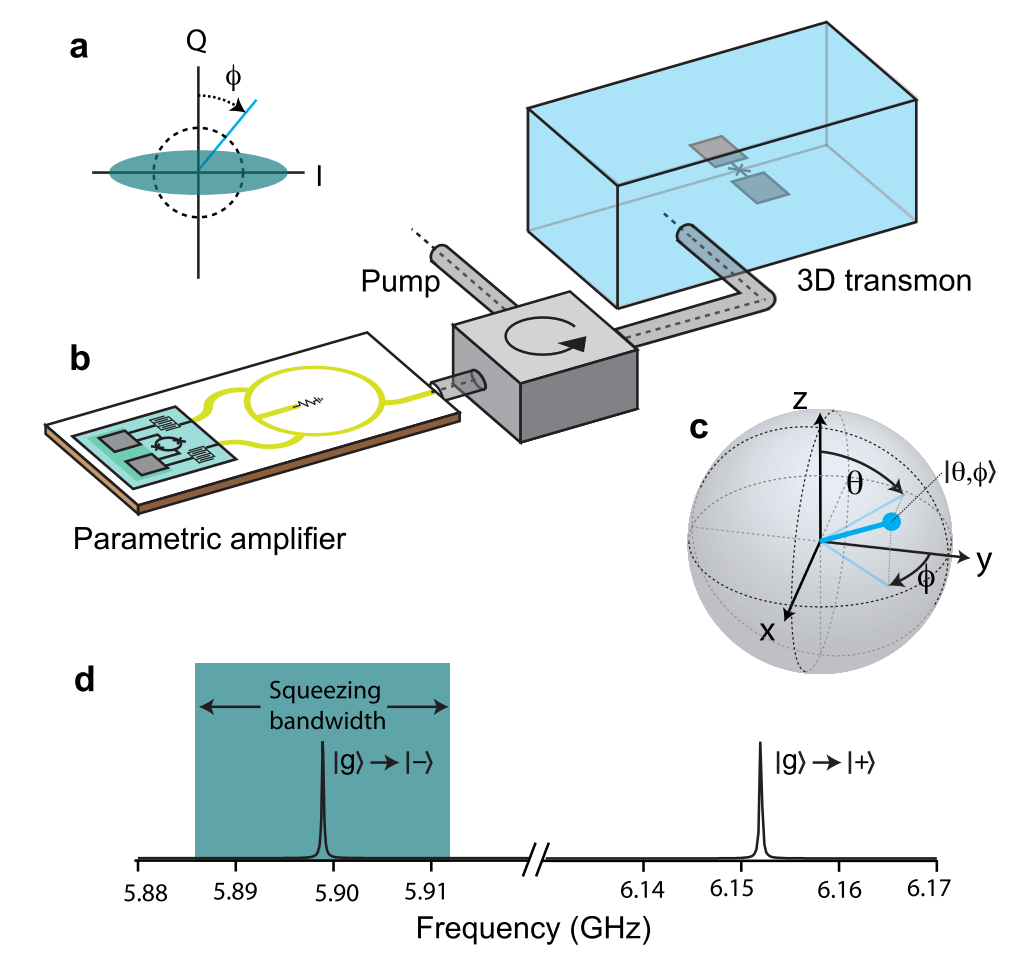 a
Q
ϕ
I
Pump
3D transmon
b
Parametric amplifier
c
z
θ
|θ,ϕ⟩
y
ϕ
x
d
Squeezing
bandwidth
|g⟩ → |−⟩
|g⟩ → |+⟩
5.88 5.89 5.90 5.91 6.14 6.15 6.16 6.17
Frequency (GHz)